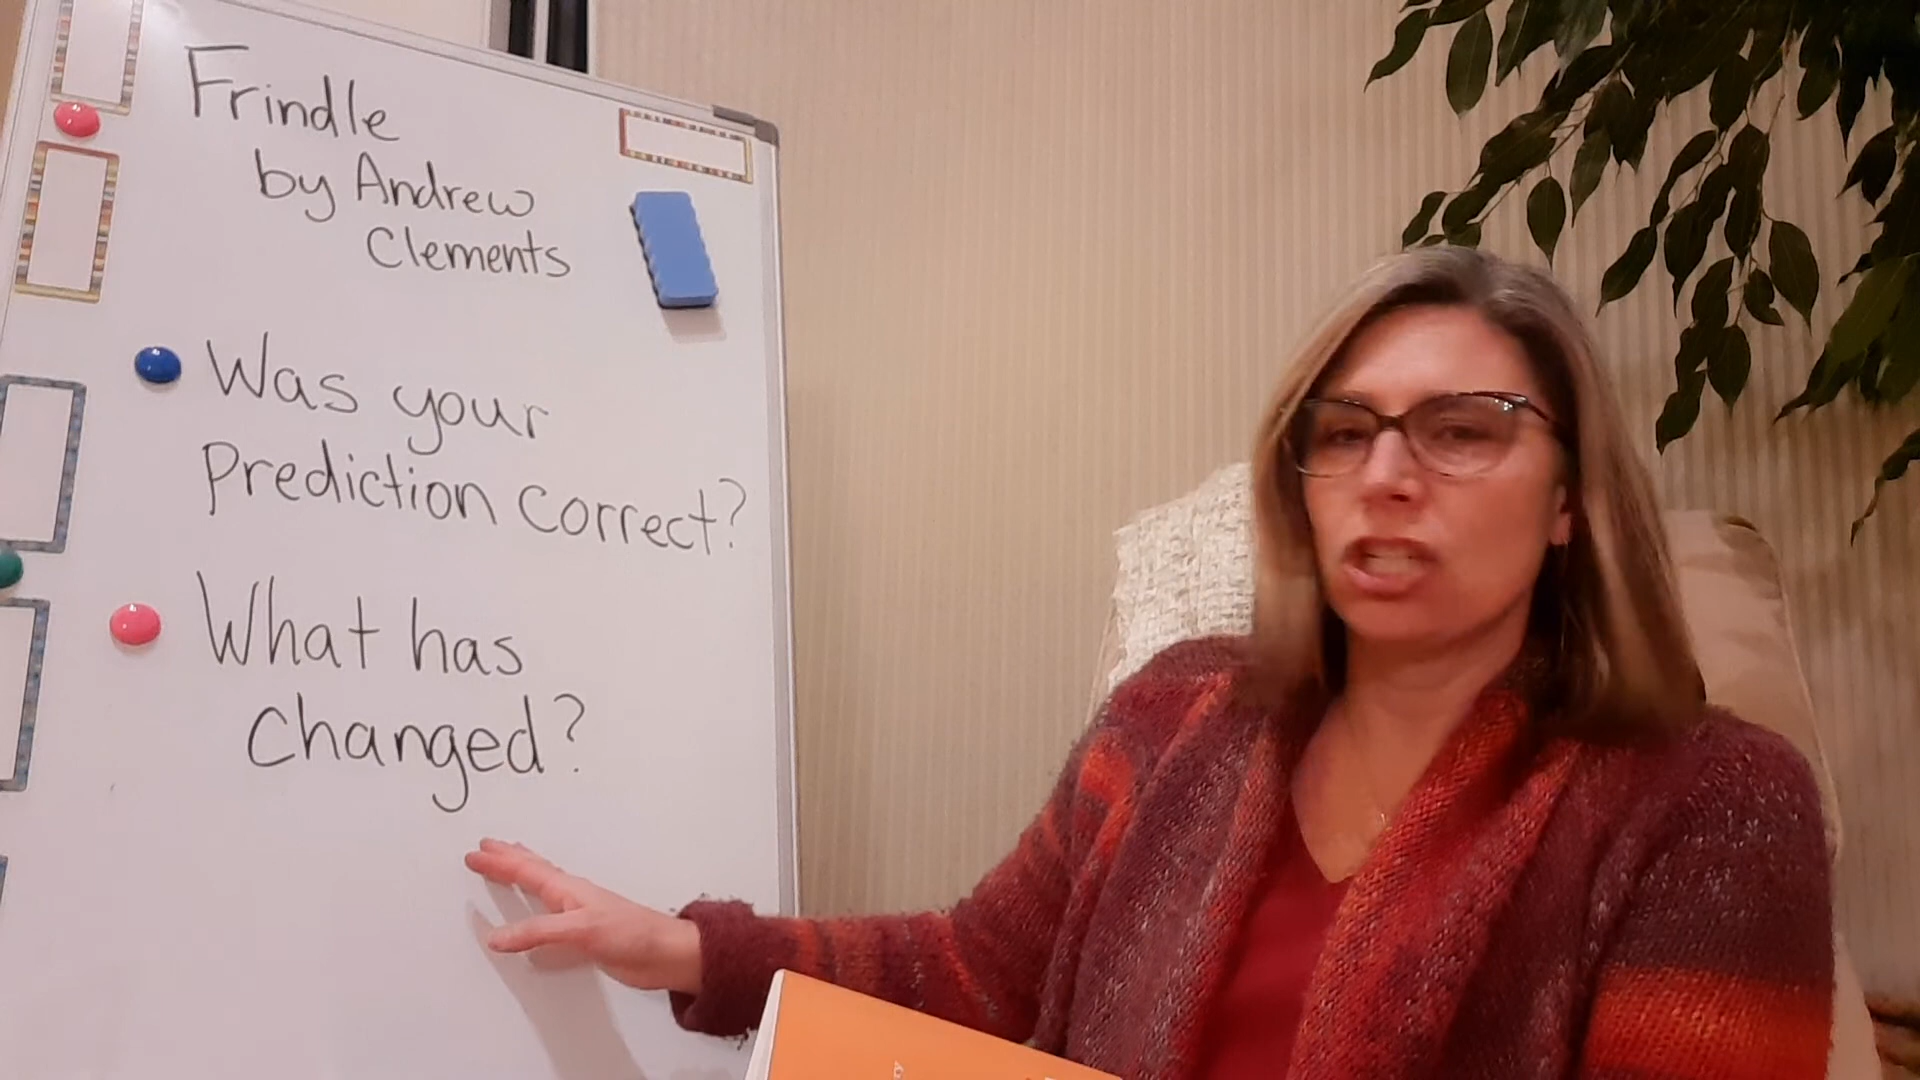 Frindle
by Andrew
Clements
Was your
prediction correct?
What has
changed?